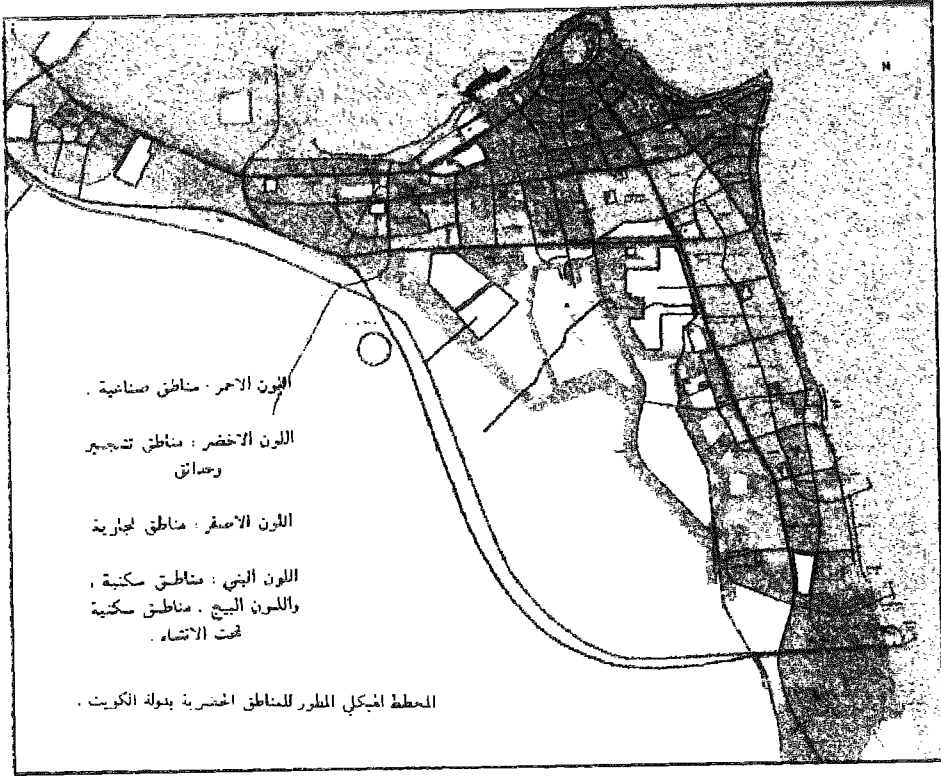 N
اللون الاحمر : مناطق صناعية .
اللون الاخضر : مناطق تشجير
وحدائق
اللون الاصفر : مناطق تجارية
اللون البني : مناطق سكنية ,
واللون البيج . مناطق سكنية
تحت الانشاء .
المخطط الهيكلي المطور للمناطق الحضرية بدولة الكويت .